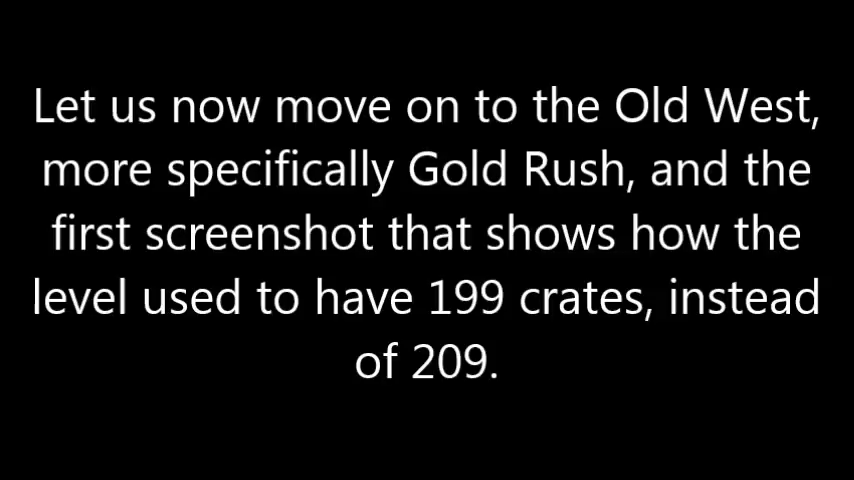 Let us now move on to the Old West,
more specifically Gold Rush, and the
first screenshot that shows how the
level used to have 199 crates, instead
of 209.